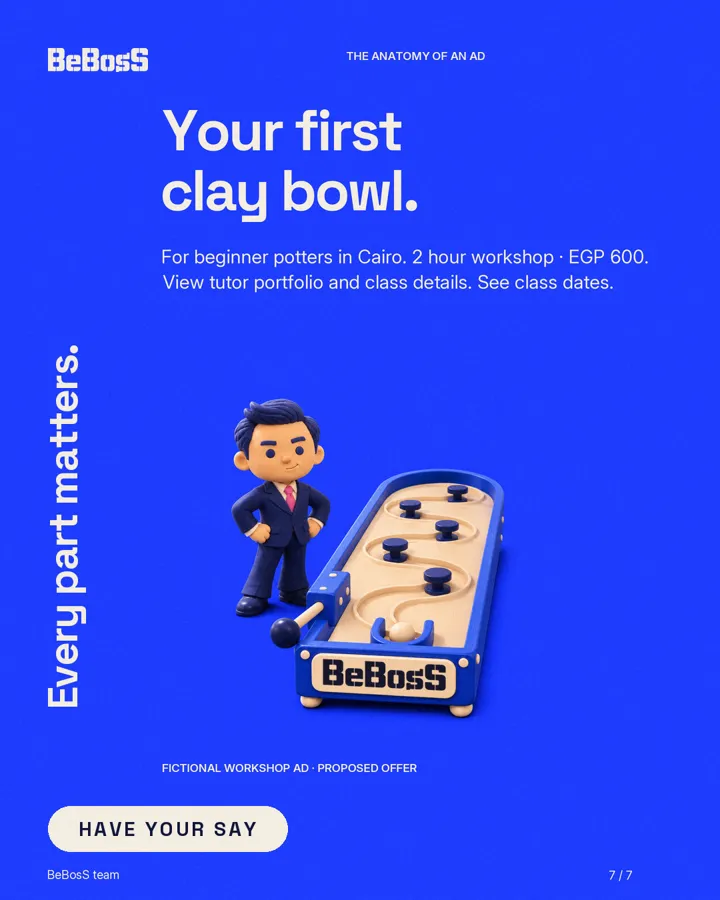 BeBosS
THE ANATOMY OF AN AD
Your first
clay bowl.
For beginner potters in Cairo. 2 hour workshop · EGP 600.
View tutor portfolio and class details. See class dates.
Every part matters.
BeBosS
FICTIONAL WORKSHOP AD · PROPOSED OFFER
HAVE YOUR SAY
BeBosS team
7 / 7